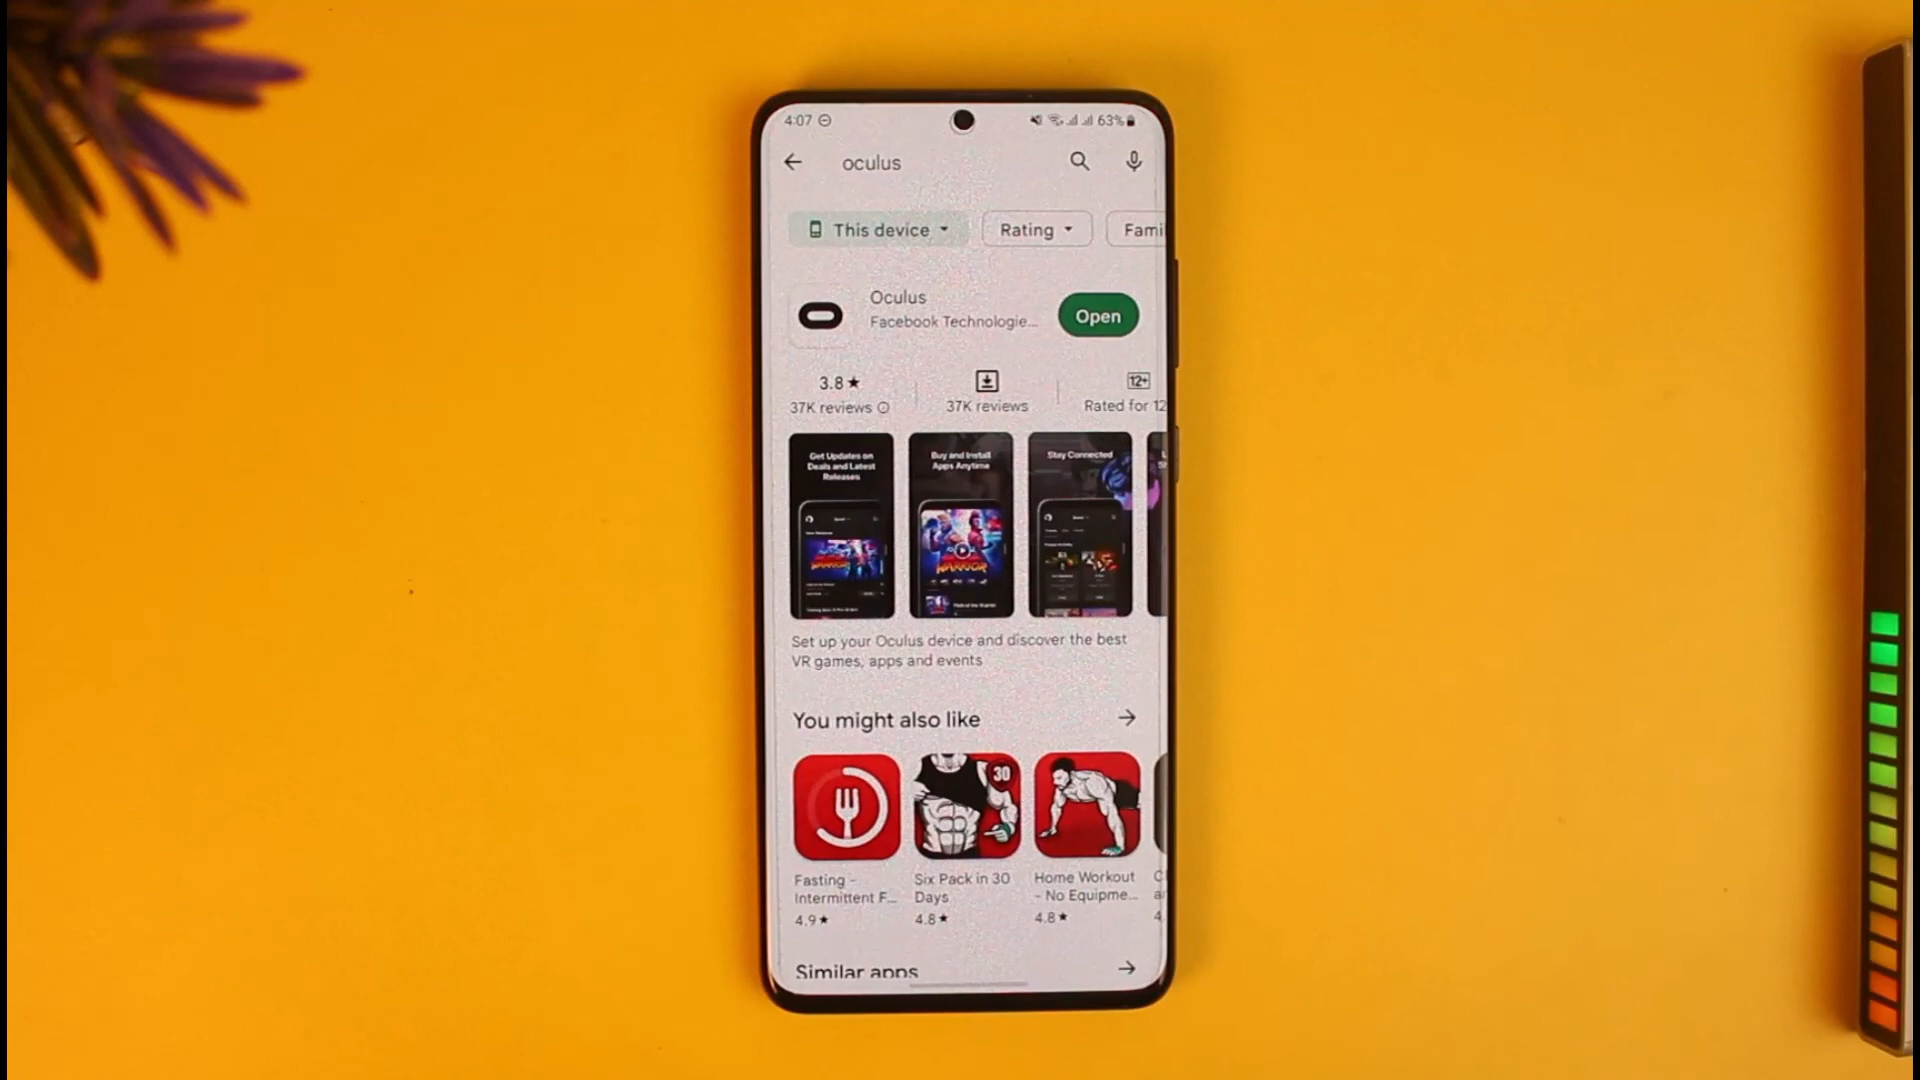 4:07
63%
oculus
This device
Rating
Fami
Oculus
Facebook Technologie...
Open
3.8★
37K reviews
37K reviews
12+
Rated for 12
Get Updates on
Deals and Latest
Releases
Buy and Install
Apps Anytime
Stay Connected
WARRIOR
WARRIOR
Set up your Oculus device and discover the best
VR games, apps and events
You might also like
30
Fasting -
Intermittent F...
4.9★
Six Pack in 30
Days
4.8★
Home Workout
- No Equipme...
4.8★
Similar apps